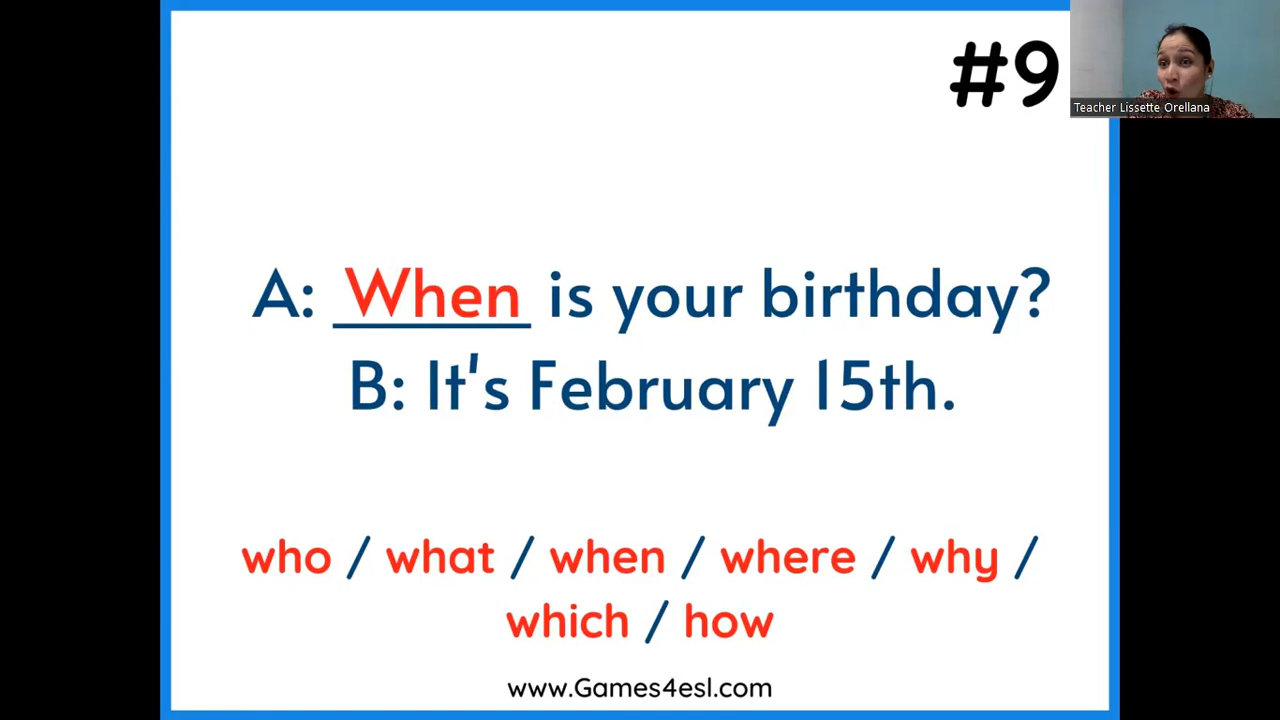 #9
Teacher Lissette Orellana
A: When is your birthday?
B: It's February 15th.
who / what / when / where / why /
which / how
www.Games4esl.com